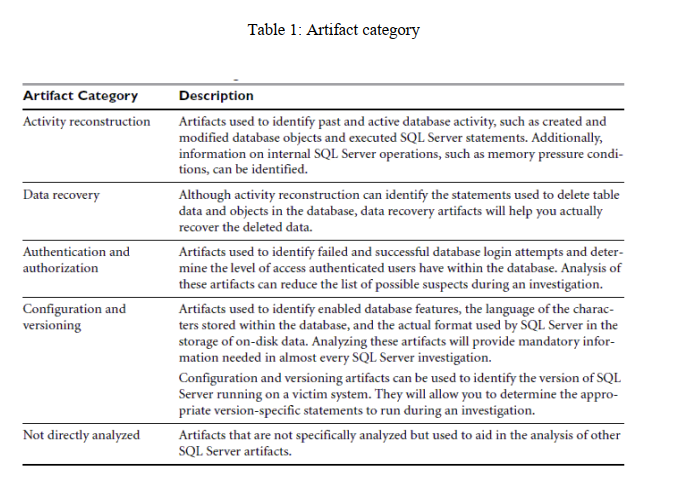 Table 1: Artifact category
Artifact Category Description
Activity reconstruction Artifacts used to identify past and active database activity, such as created and
modified database objects and executed SQL Server statements. Additionally,
information on internal SQL Server operations, such as memory pressure condi-
tions, can be identified.
Data recovery Although activity reconstruction can identify the statements used to delete table
data and objects in the database, data recovery artifacts will help you actually
recover the deleted data.
Authentication and Artifacts used to identify failed and successful database login attempts and deter-
authorization mine the level of access authenticated users have within the database. Analysis of
these artifacts can reduce the list of possible suspects during an investigation.
Configuration and Artifacts used to identify enabled database features, the language of the charac-
versioning ters stored within the database, and the actual format used by SQL Server in the
storage of on-disk data. Analyzing these artifacts will provide mandatory infor-
mation needed in almost every SQL Server investigation.
Configuration and versioning artifacts can be used to identify the version of SQL
Server running on a victim system. They will allow you to determine the appro-
priate version-specific statements to run during an investigation.
Not directly analyzed Artifacts that are not specifically analyzed but used to aid in the analysis of other
SQL Server artifacts.